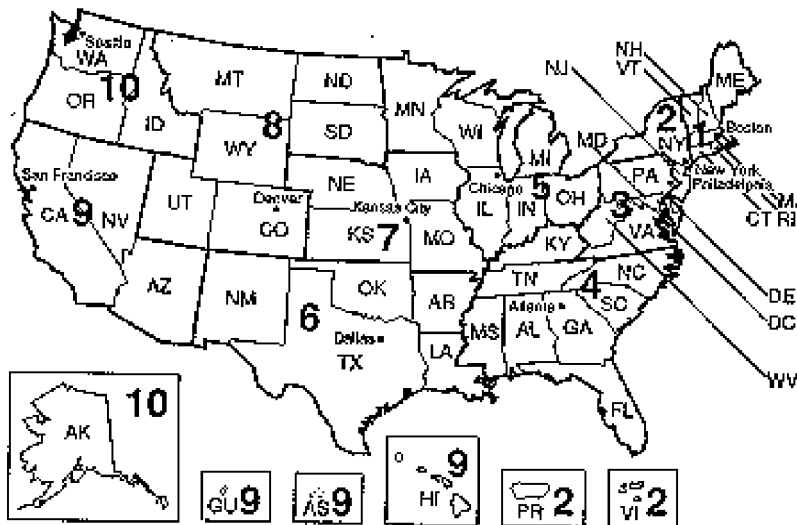 NH
NJ
VT
ME
Seattle
WA
10
OR
ID
MT
ND
MN
8
WY
SD
WI
MI
MD
2
NY
1
Boston
New York
Philadelphia
MA
CT RI
San Francisco
CA
9
NV
UT
Denver
CO
NE
IA
Kansas City
KS
7
MO
Chicago
IL
IN
5
OH
PA
3
VA
KY
DE
DC
WV
AZ
NM
OK
6
Dallas
TX
AR
LA
TN
NC
4
SC
Atlanta
MS
AL
GA
FL
10
AK
GU 9
AS 9
9
HI
PR 2
VI 2